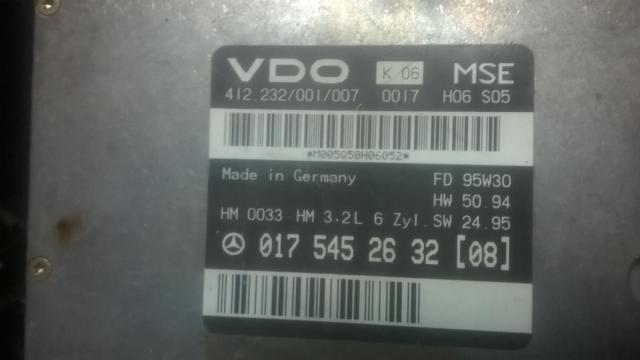 VDO K 06 MSE
412.232/001/007 0017 H06 S05
*M005Q50H06052*
Made in Germany FD 95W30
HW 50.94
HM 0033 HM 3.2L 6 Zyl. SW 24.95
017 545 26 32 [08]